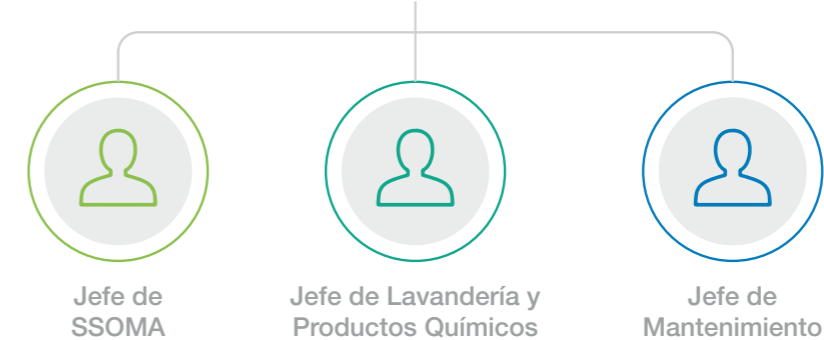 Jefe de
SSOMA
Jefe de Lavandería y
Productos Químicos
Jefe de
Mantenimiento